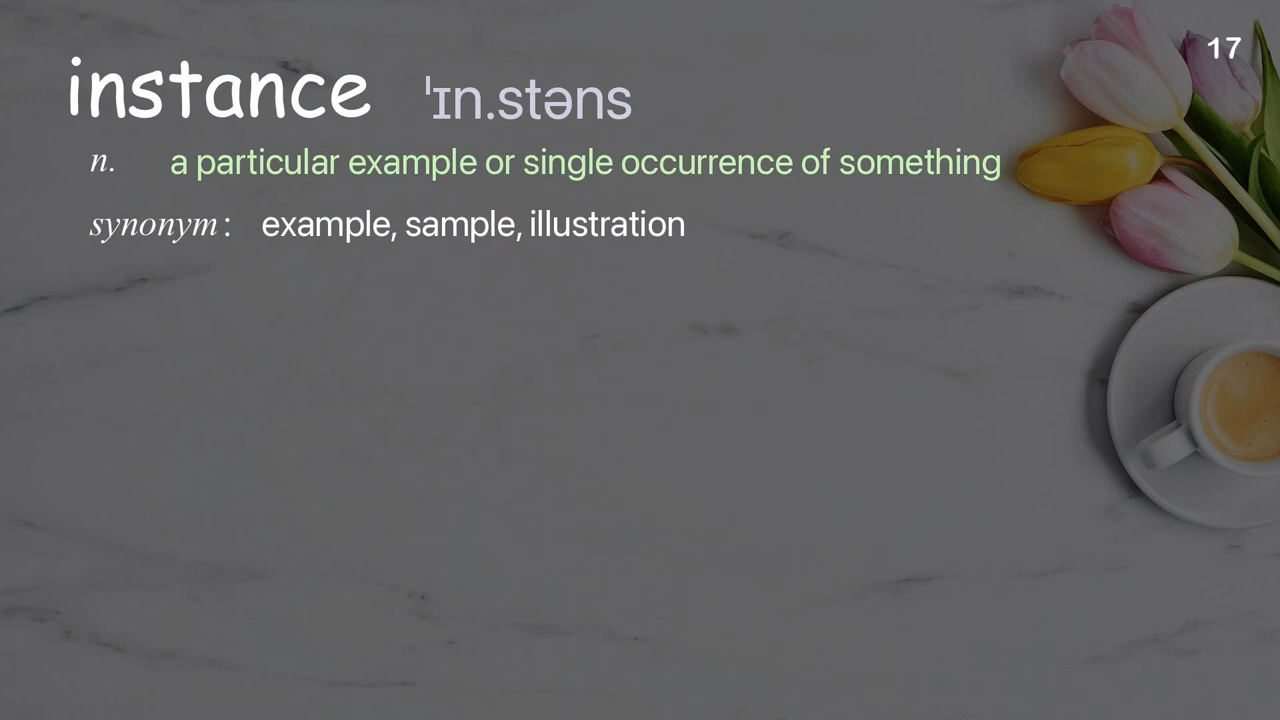 17
instance ˈɪn.stəns
n. a particular example or single occurrence of something
synonym: example, sample, illustration